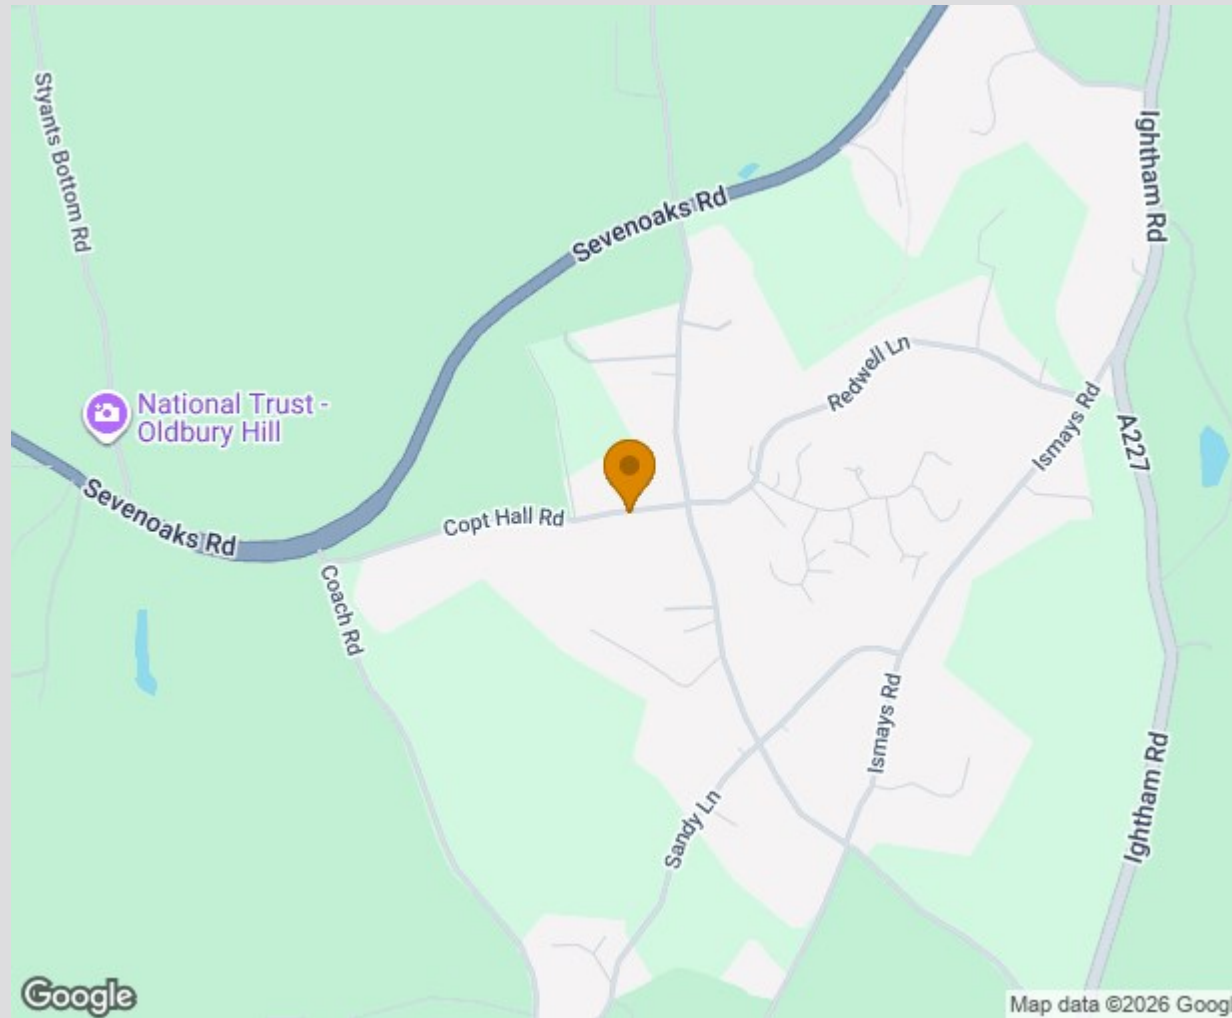 Styants Bottom Rd
Ightham Rd
Sevenoaks Rd
Redwell Ln
National Trust -
Oldbury Hill
Ismays Rd
A227
Sevenoaks Rd
Copt Hall Rd
Coach Rd
Ismays Rd
Sandy Ln
Ightham Rd
Google
Map data ©2026 Googl